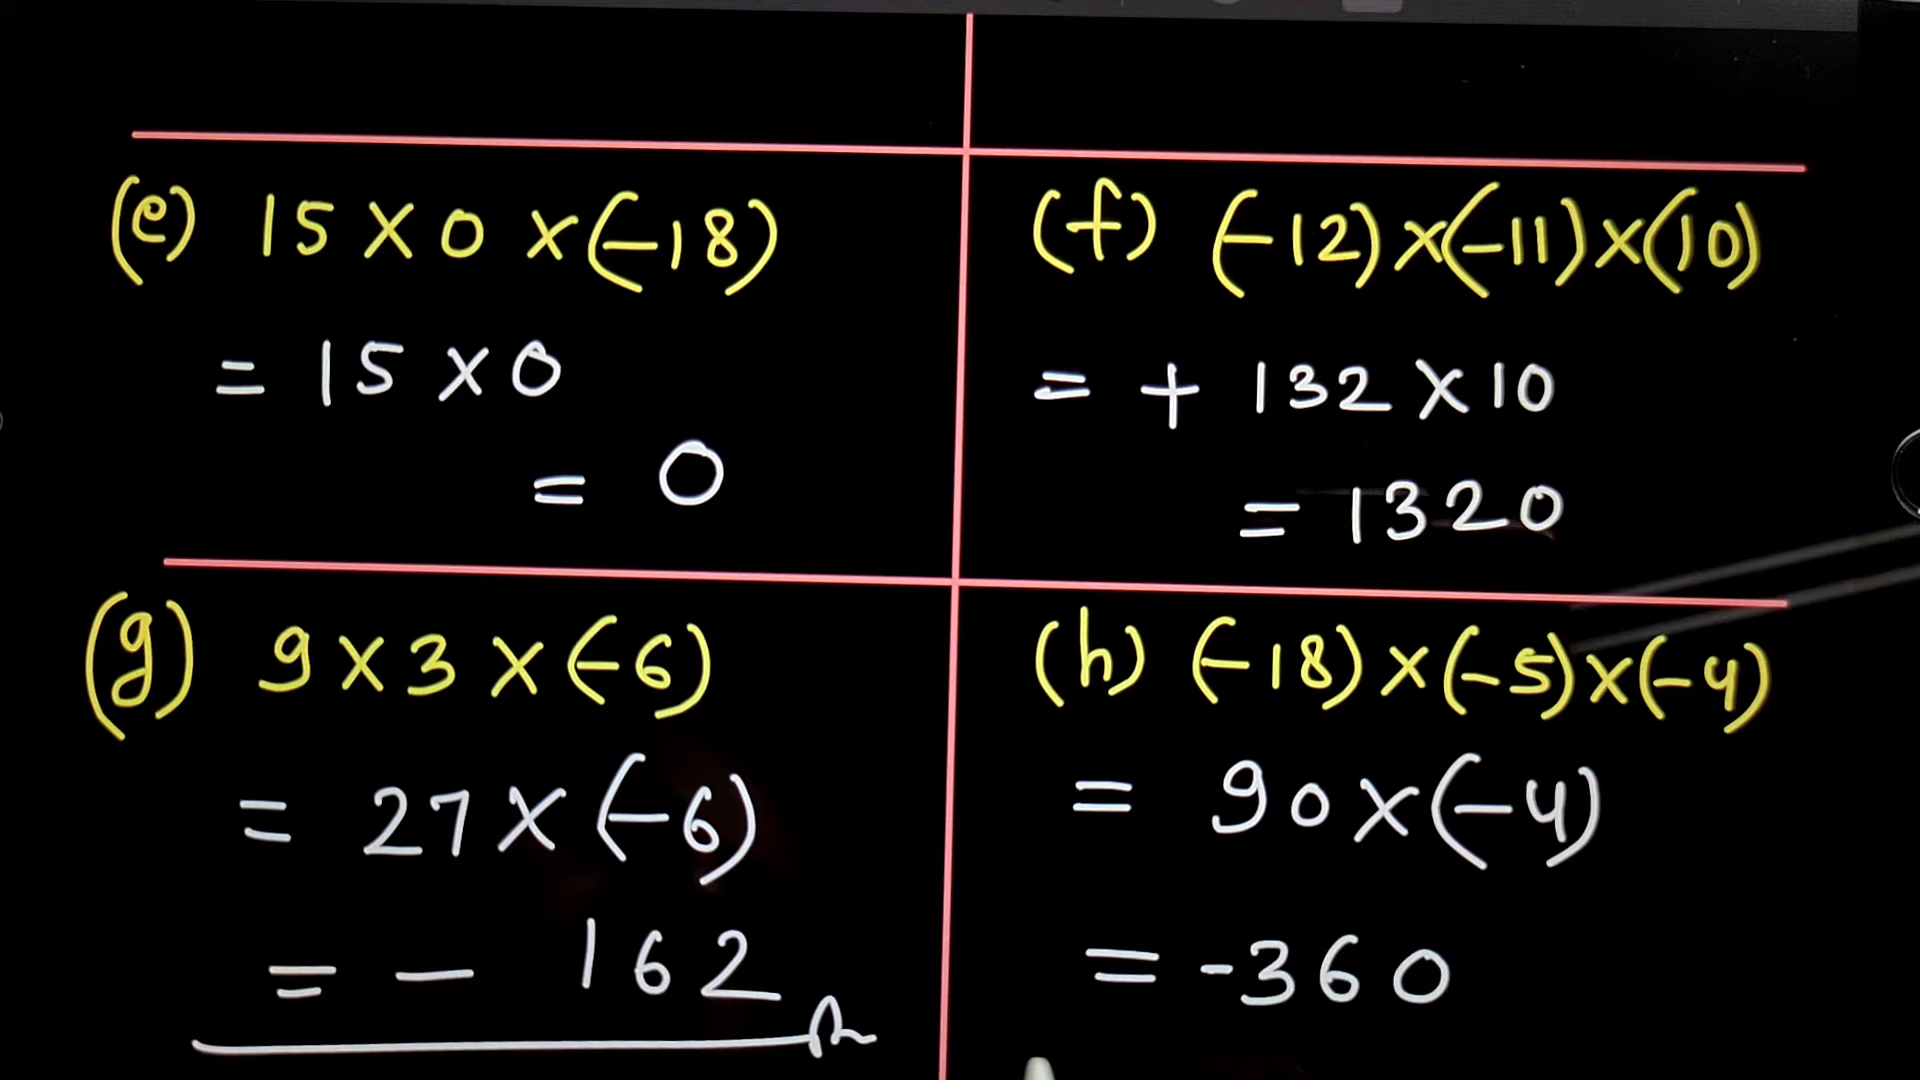 (e) 15 × 0 × (-18)
= 15 × 0
= 0
(f) (-12) × (-11) × (10)
= + 132 × 10
= 1320
(g) 9 × 3 × (-6)
= 27 × (-6)
= - 162
(h) (-18) × (-5) × (-4)
= 90 × (-4)
= -360